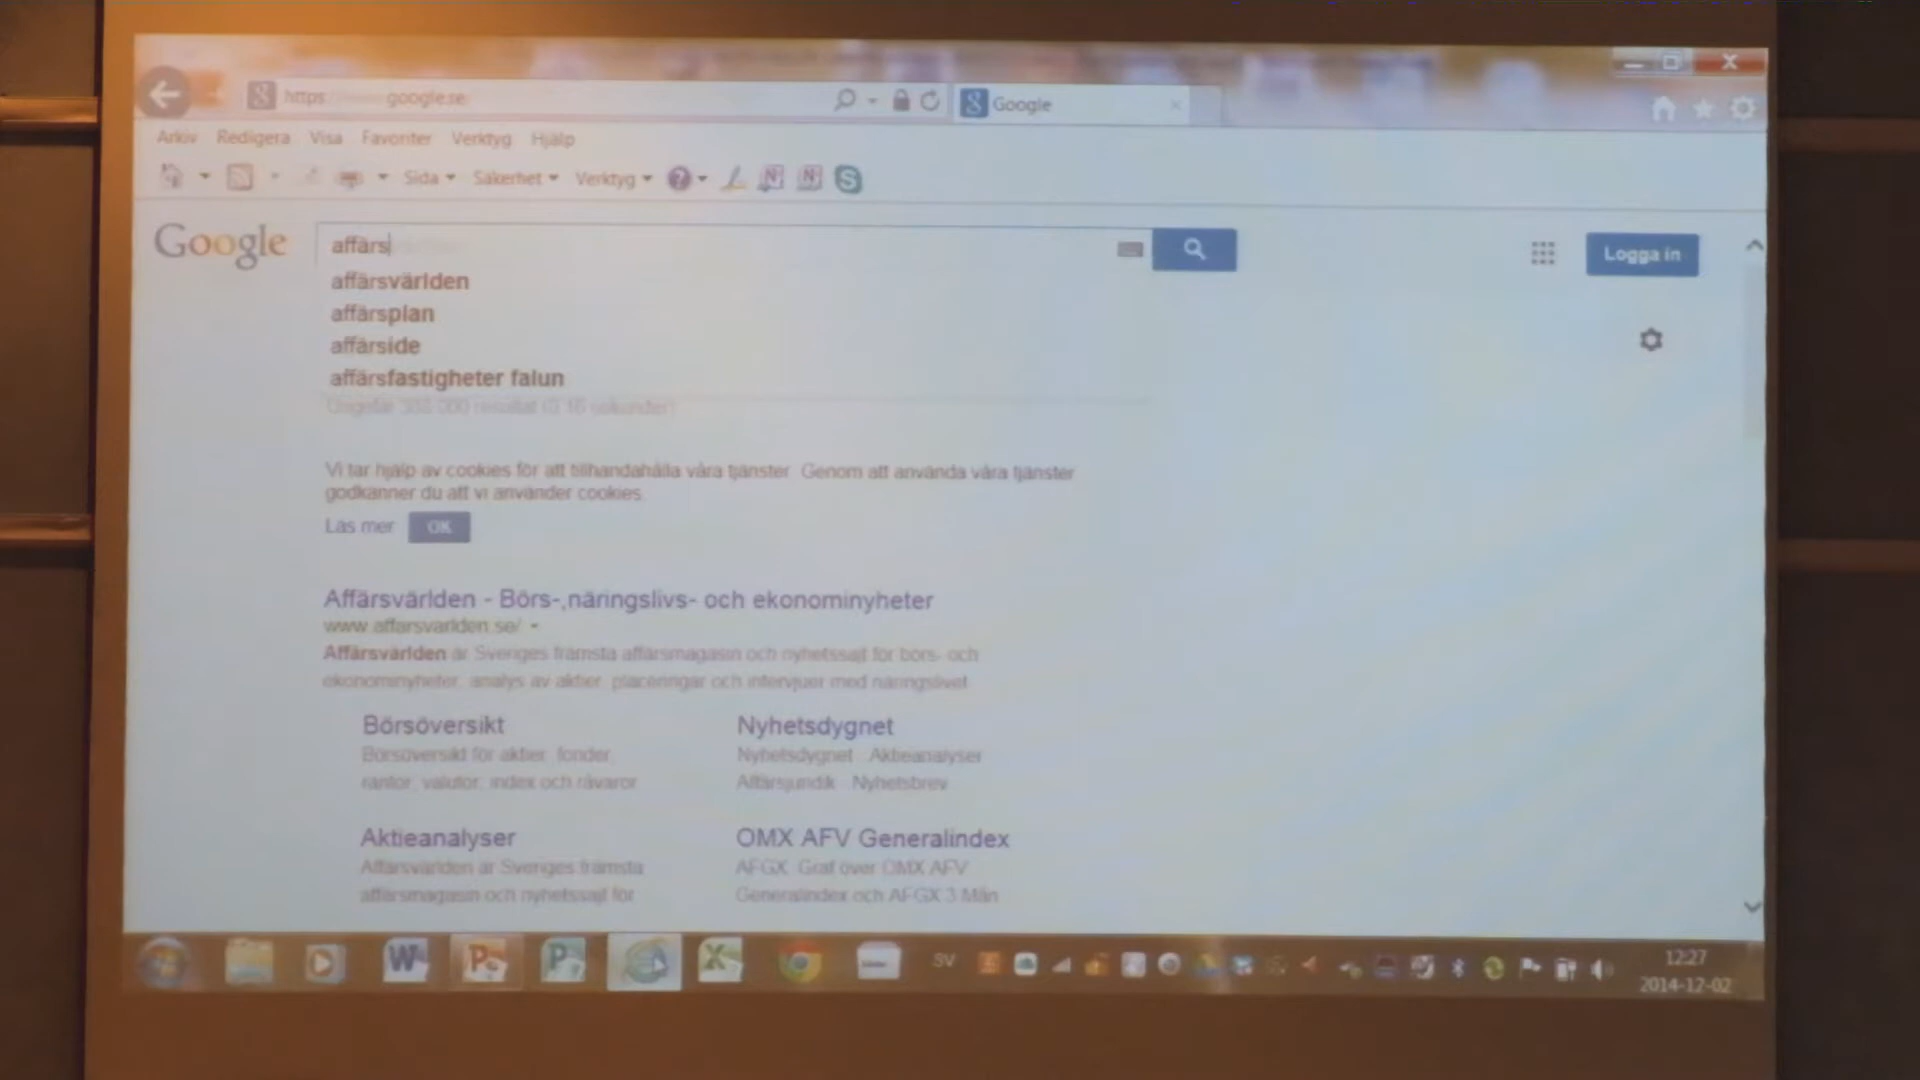 https google.se
Google
Arkiv Redigera Visa Favoriter Verktyg Hjälp
Sida Säkerhet Verktyg
Google
affärs
Logga in
affärsvärlden
affärsplan
affärside
affärsfastigheter falun
Ungefär 000 resultat sekunder)
Vi tar hjälp av cookies för att tillhandahålla våra tjänster. Genom att använda våra tjänster
godkänner du att vi använder cookies.
Läs mer OK
Affärsvärlden - Börs-,näringslivs- och ekonominyheter
www.affarsvarlden.se/
Affärsvärlden är Sveriges främsta affärsmagasin och nyhetssajt för börs- och
ekonominyheter, analys av aktier, placeringar och intervjuer med näringslivet.
Börsöversikt
Börsöversikt för aktier, fonder,
räntor, valutor, index och råvaror
Nyhetsdygnet
Nyhetsdygnet Aktieanalyser
Affärsjuridik Nyhetsbrev
Aktieanalyser
Affärsvärlden är Sveriges främsta
affärsmagasin och nyhetssajt för
OMX AFV Generalindex
AFGX. Graf över OMX AFV
Generalindex och AFGX 3 Mån
SV
12:27
2014-12-02